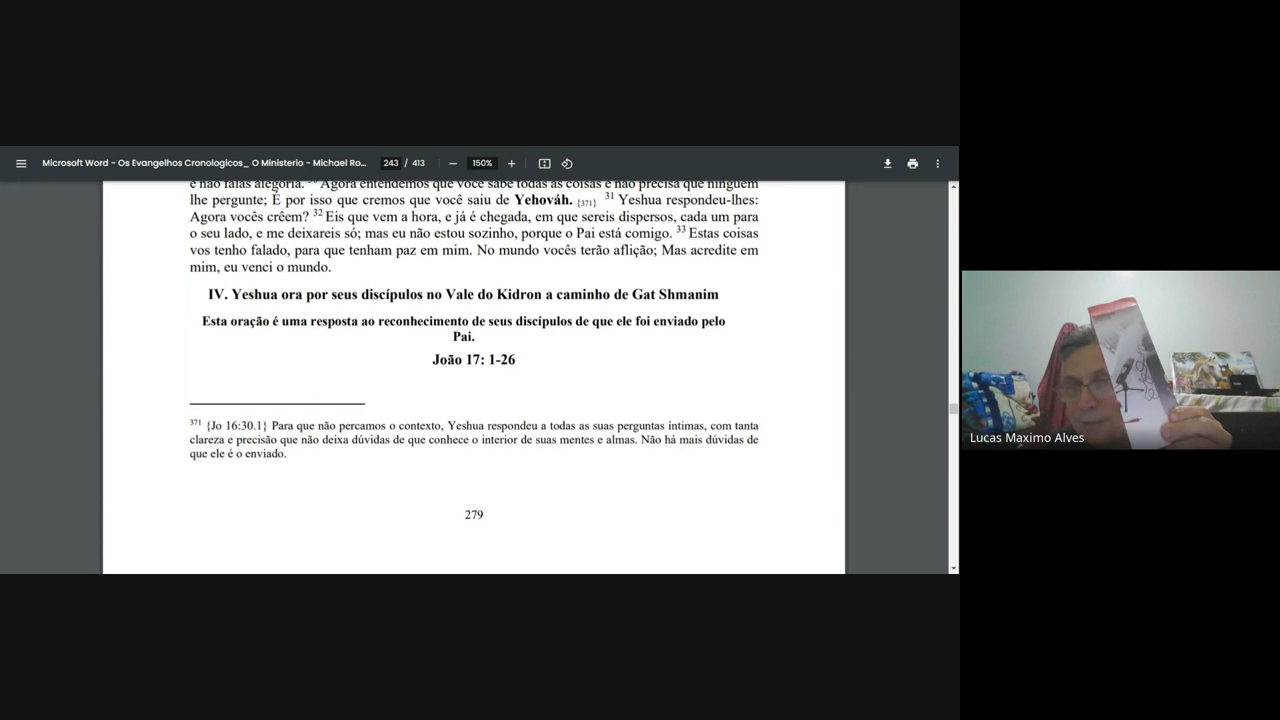 Microsoft Word - Os Evangelhos Cronologicos_ O Ministerio - Michael Ro...
243 / 413
150%
e não falas alegoria. Agora entendemos que você sabe todas as coisas e não precisa que ninguém
lhe pergunte; É por isso que cremos que você saiu de Yehováh. {371} 31 Yeshua respondeu-lhes:
Agora vocês crêem? 32 Eis que vem a hora, e já é chegada, em que sereis dispersos, cada um para
o seu lado, e me deixareis só; mas eu não estou sozinho, porque o Pai está comigo. 33 Estas coisas
vos tenho falado, para que tenham paz em mim. No mundo vocês terão aflição; Mas acredite em
mim, eu venci o mundo.
IV. Yeshua ora por seus discípulos no Vale do Kidron a caminho de Gat Shmanim
Esta oração é uma resposta ao reconhecimento de seus discípulos de que ele foi enviado pelo
Pai.
João 17: 1-26
371 {Jo 16:30.1} Para que não percamos o contexto, Yeshua respondeu a todas as suas perguntas íntimas, com tanta
clareza e precisão que não deixa dúvidas de que conhece o interior de suas mentes e almas. Não há mais dúvidas de
que ele é o enviado.
279
Lucas Maximo Alves